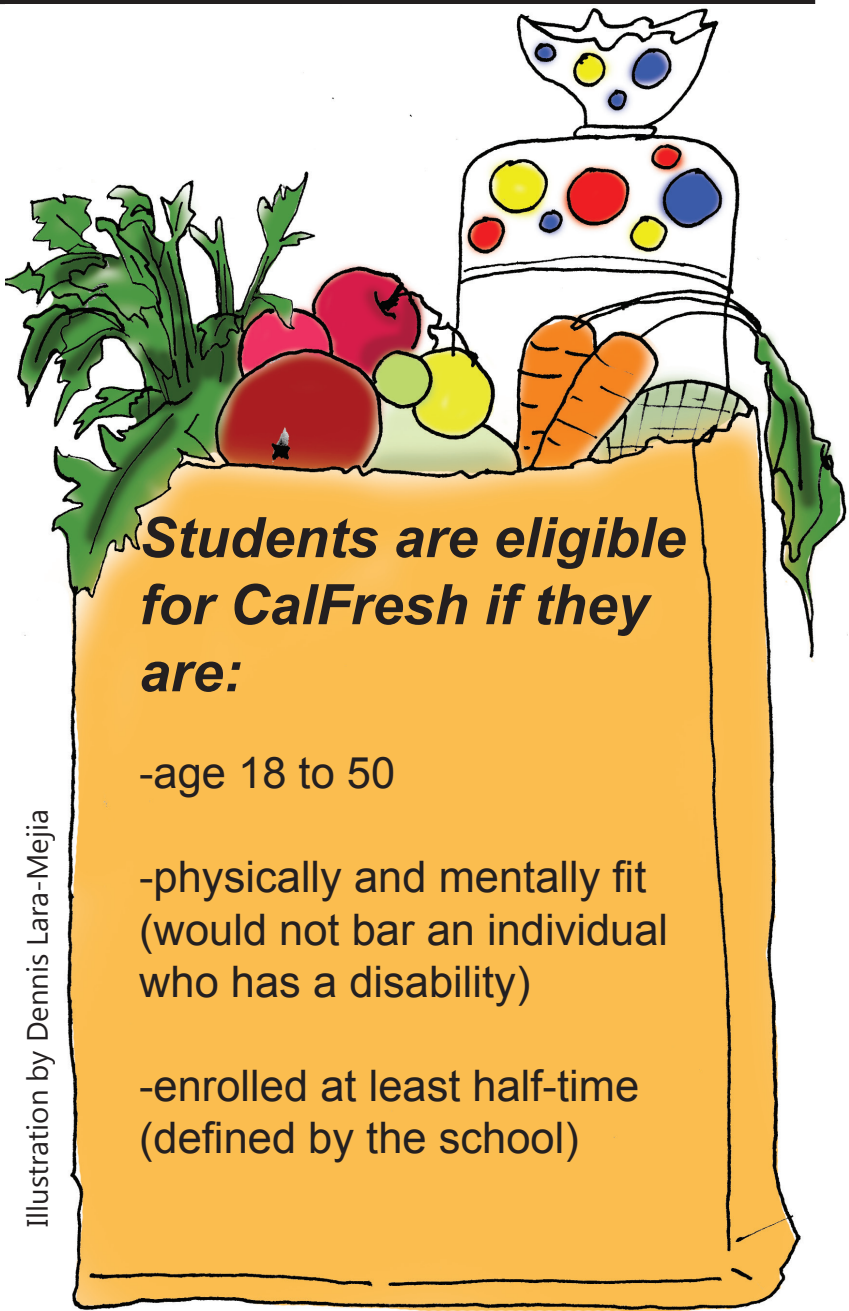 Students are eligible
for CalFresh if they
are:
-age 18 to 50
-physically and mentally fit
(would not bar an individual
who has a disability)
-enrolled at least half-time
(defined by the school)
Illustration by Dennis Lara-Mejia